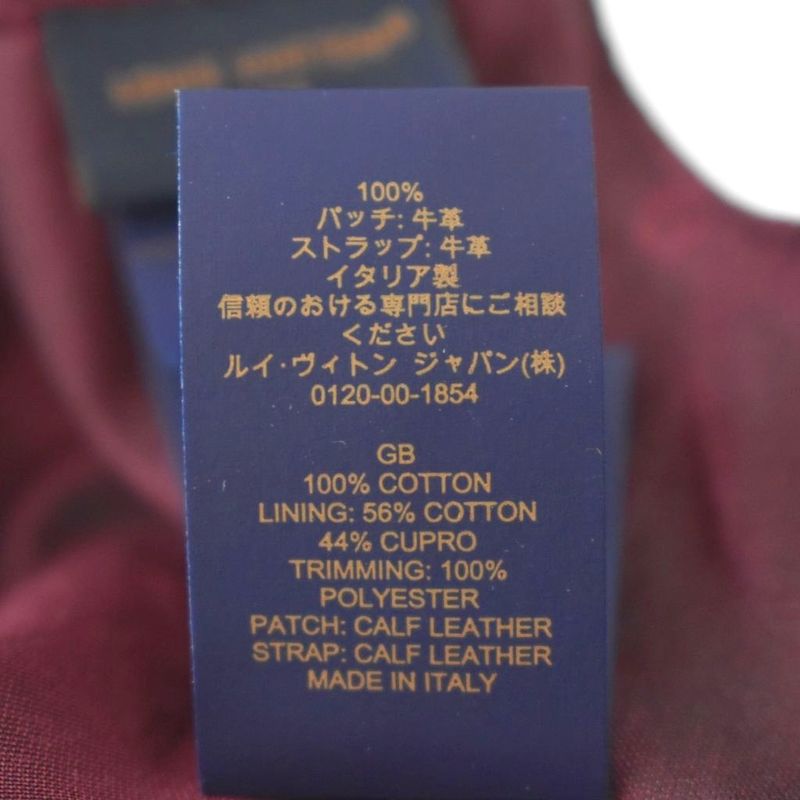 100%
パッチ: 牛革
ストラップ: 牛革
イタリア製
信頼のおける専門店にご相談
ください
ルイ・ヴィトン ジャパン(株)
0120-00-1854
GB
100% COTTON
LINING: 56% COTTON
44% CUPRO
TRIMMING: 100%
POLYESTER
PATCH: CALF LEATHER
STRAP: CALF LEATHER
MADE IN ITALY